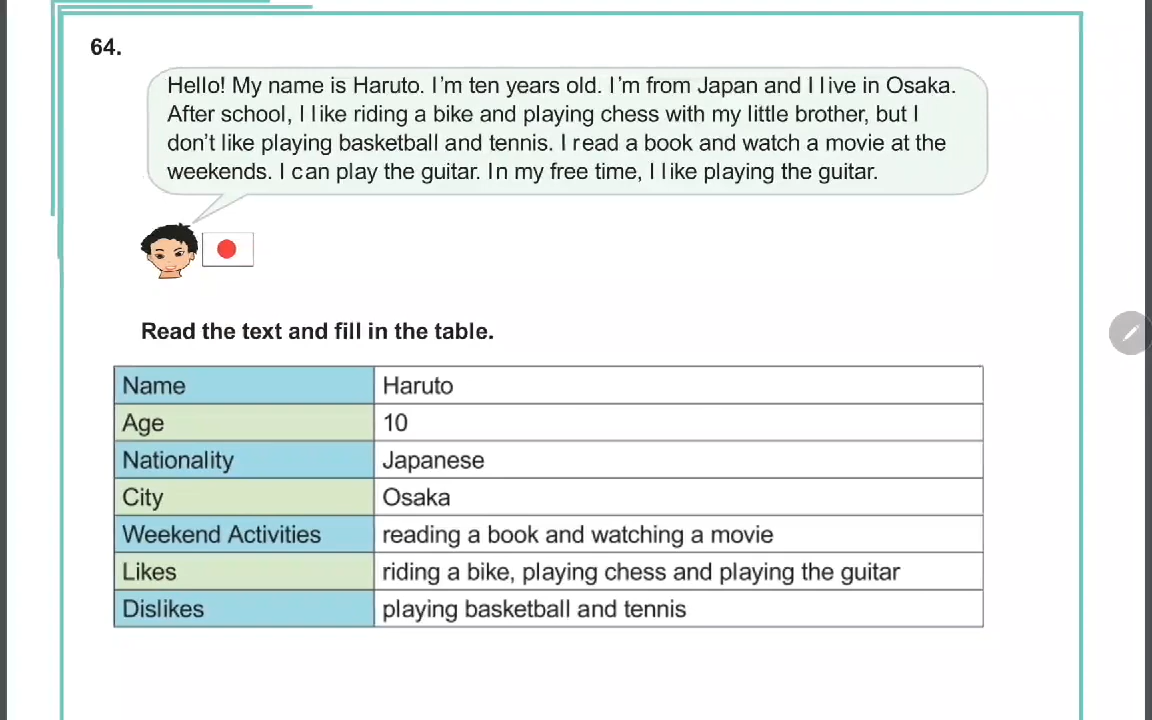 64.
Hello! My name is Haruto. I'm ten years old. I'm from Japan and I live in Osaka.
After school, I like riding a bike and playing chess with my little brother, but I
don't like playing basketball and tennis. I read a book and watch a movie at the
weekends. I can play the guitar. In my free time, I like playing the guitar.
Read the text and fill in the table.
Name Haruto
Age 10
Nationality Japanese
City Osaka
Weekend Activities reading a book and watching a movie
Likes riding a bike, playing chess and playing the guitar
Dislikes playing basketball and tennis